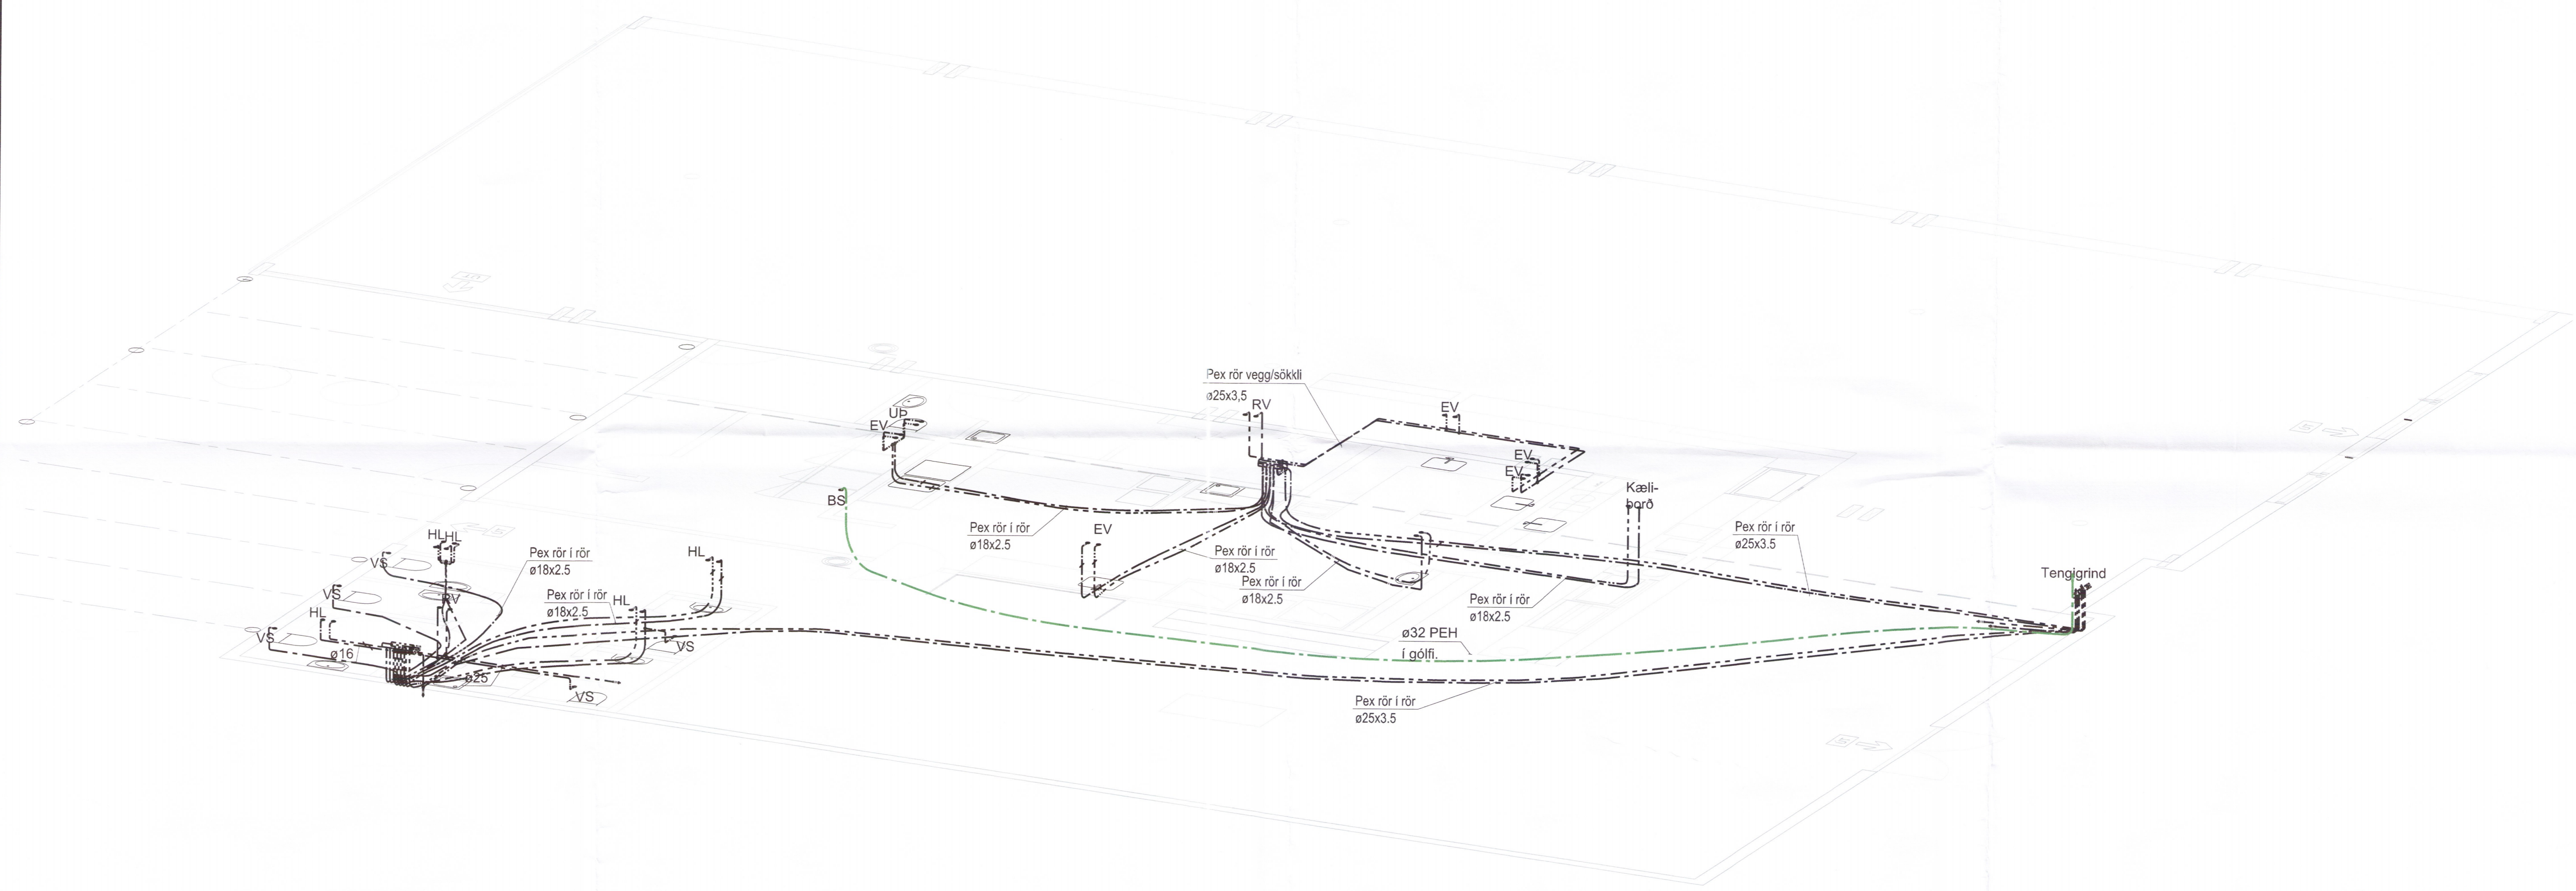 Pex rör vegg/sökkli
ø25x3,5
RV
EV
UÞ
EV
EV
EV
Kæli-
borð
BS
Pex rör í rör
ø18x2.5
EV
Pex rör í rör
ø25x3.5
HL
HL
VS
Pex rör í rör
ø18x2.5
HL
Pex rör í rör
ø18x2.5
Pex rör í rör
ø18x2.5
Tengigrind
VS
RV
Pex rör í rör
ø18x2.5
HL
Pex rör í rör
ø18x2.5
HL
VS
ø16
VS
ø32 PEH
í gólfi.
ø25
VS
Pex rör í rör
ø25x3.5